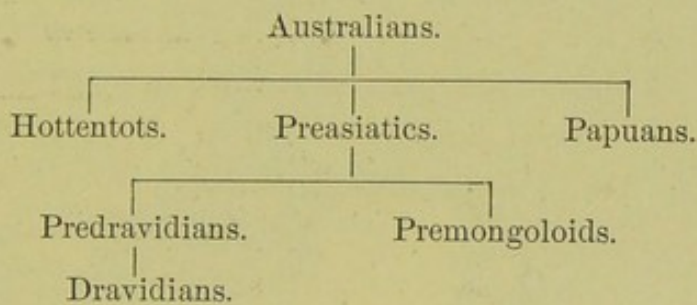 Australians.
Hottentots. Preasiatics. Papuans.
Predravidians. Premongoloids.
Dravidians.